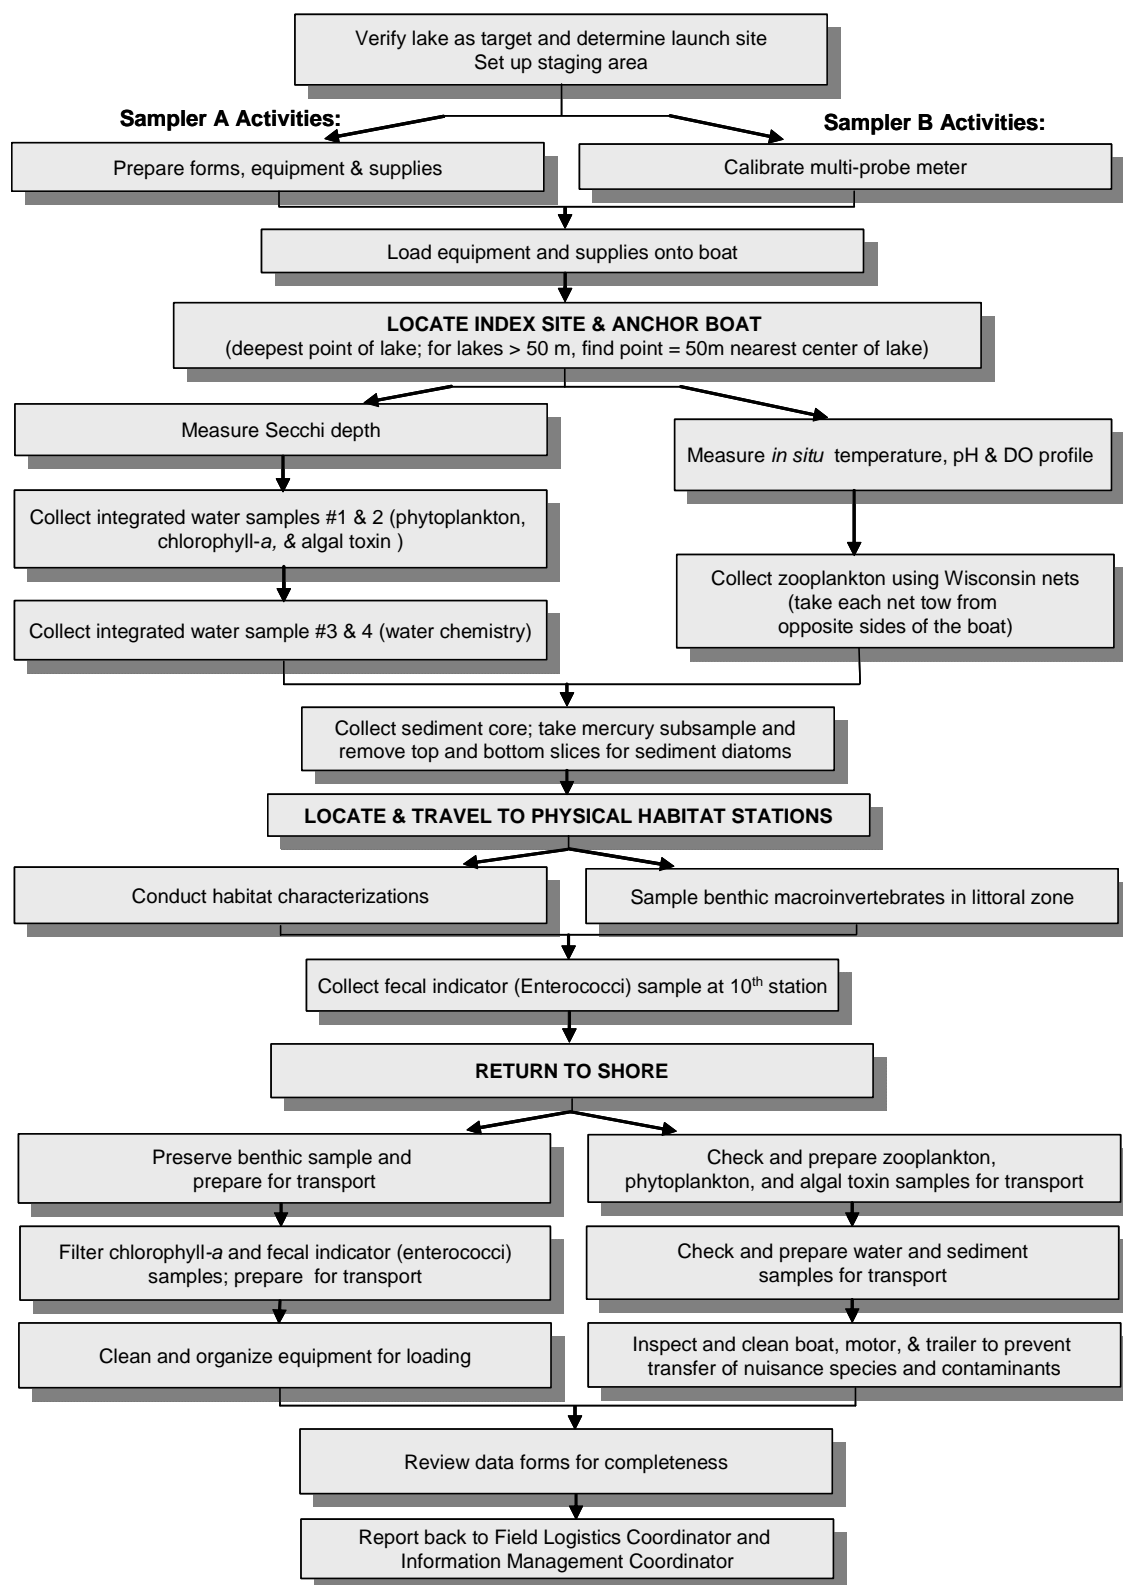 Verify lake as target and determine launch site
Set up staging area
Sampler A Activities:
Sampler B Activities:
Prepare forms, equipment & supplies
Calibrate multi-probe meter
Load equipment and supplies onto boat
LOCATE INDEX SITE & ANCHOR BOAT
(deepest point of lake; for lakes > 50 m, find point = 50m nearest center of lake)
Measure Secchi depth
Measure in situ temperature, pH & DO profile
Collect integrated water samples #1 & 2 (phytoplankton,
chlorophyll-a, & algal toxin )
Collect zooplankton using Wisconsin nets
(take each net tow from
opposite sides of the boat)
Collect integrated water sample #3 & 4 (water chemistry)
Collect sediment core; take mercury subsample and
remove top and bottom slices for sediment diatoms
LOCATE & TRAVEL TO PHYSICAL HABITAT STATIONS
Conduct habitat characterizations
Sample benthic macroinvertebrates in littoral zone
Collect fecal indicator (Enterococci) sample at 10th station
RETURN TO SHORE
Preserve benthic sample and
prepare for transport
Check and prepare zooplankton,
phytoplankton, and algal toxin samples for transport
Filter chlorophyll-a and fecal indicator (enterococci)
samples; prepare for transport
Check and prepare water and sediment
samples for transport
Clean and organize equipment for loading
Inspect and clean boat, motor, & trailer to prevent
transfer of nuisance species and contaminants
Review data forms for completeness
Report back to Field Logistics Coordinator and
Information Management Coordinator